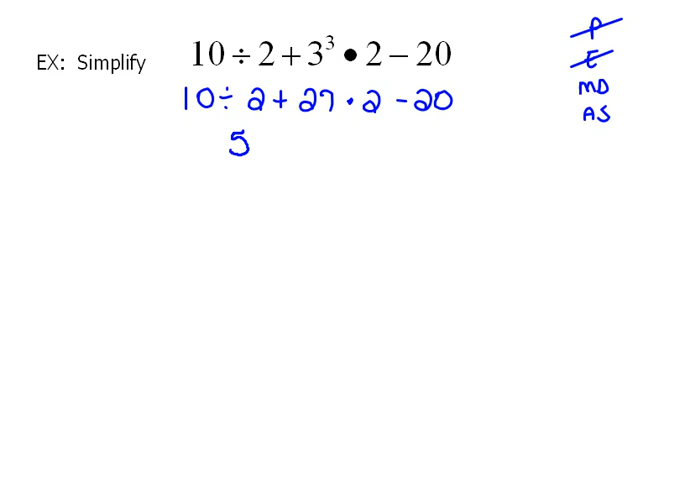 EX: Simplify 10 ÷ 2 + 3³ • 2 − 20
10 ÷ 2 + 27 · 2 − 20
5
P
E
MD
AS